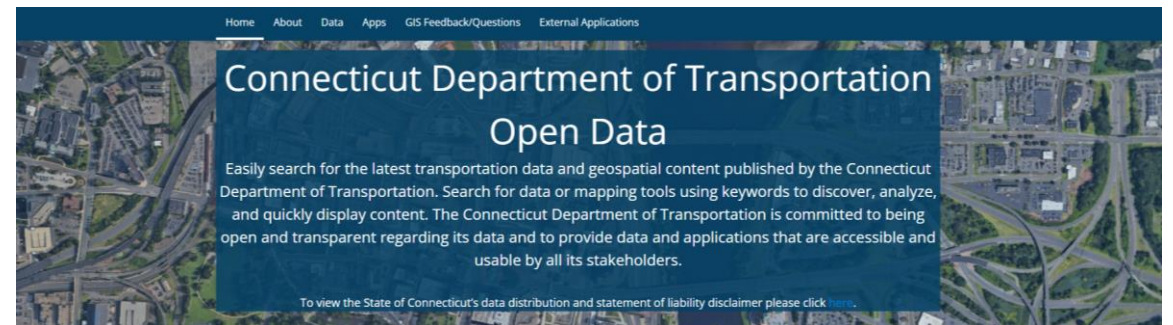 Home About Data Apps GIS Feedback/Questions External Applications
Connecticut Department of Transportation
Open Data
Easily search for the latest transportation data and geospatial content published by the Connecticut
Department of Transportation. Search for data or mapping tools using keywords to discover, analyze,
and quickly display content. The Connecticut Department of Transportation is committed to being
open and transparent regarding its data and to provide data and applications that are accessible and
usable by all its stakeholders.
To view the State of Connecticut's data distribution and statement of liability disclaimer please click here.